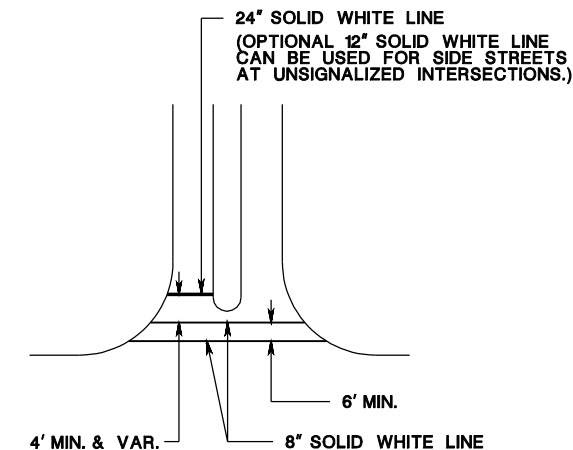 24" SOLID WHITE LINE
(OPTIONAL 12" SOLID WHITE LINE
CAN BE USED FOR SIDE STREETS
AT UNSIGNALIZED INTERSECTIONS.)
6' MIN.
4' MIN. & VAR.
8" SOLID WHITE LINE